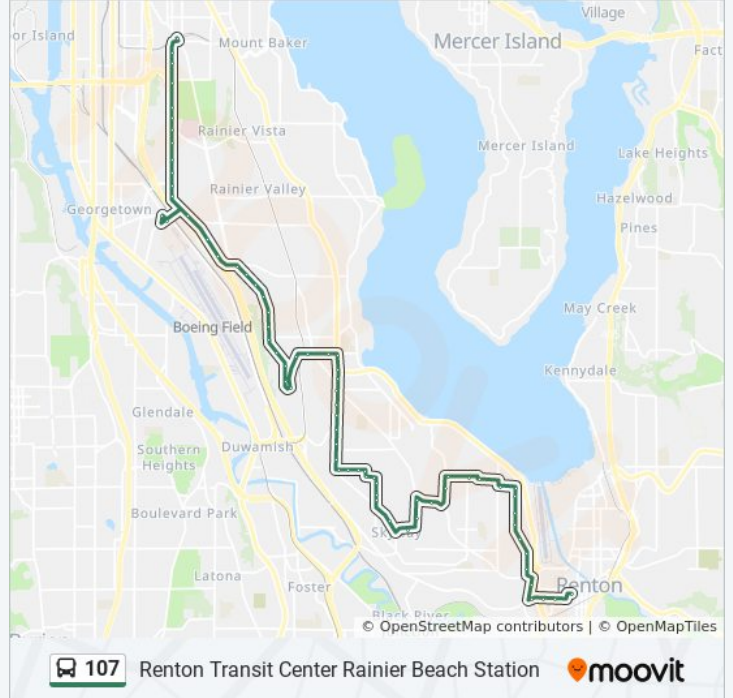 Village
or Island
Mount Baker
Mercer Island
Fact
Rainier Vista
Mercer Island
Lake Heights
Rainier Valley
Hazelwood
Georgetown
Pines
May Creek
Boeing Field
Kennydale
Glendale
Duwamish
Southern
Heights
Boulevard Park
Latona
Foster
Renton
Black River
© OpenStreetMap contributors | © OpenMapTiles
107 Renton Transit Center Rainier Beach Station moovit